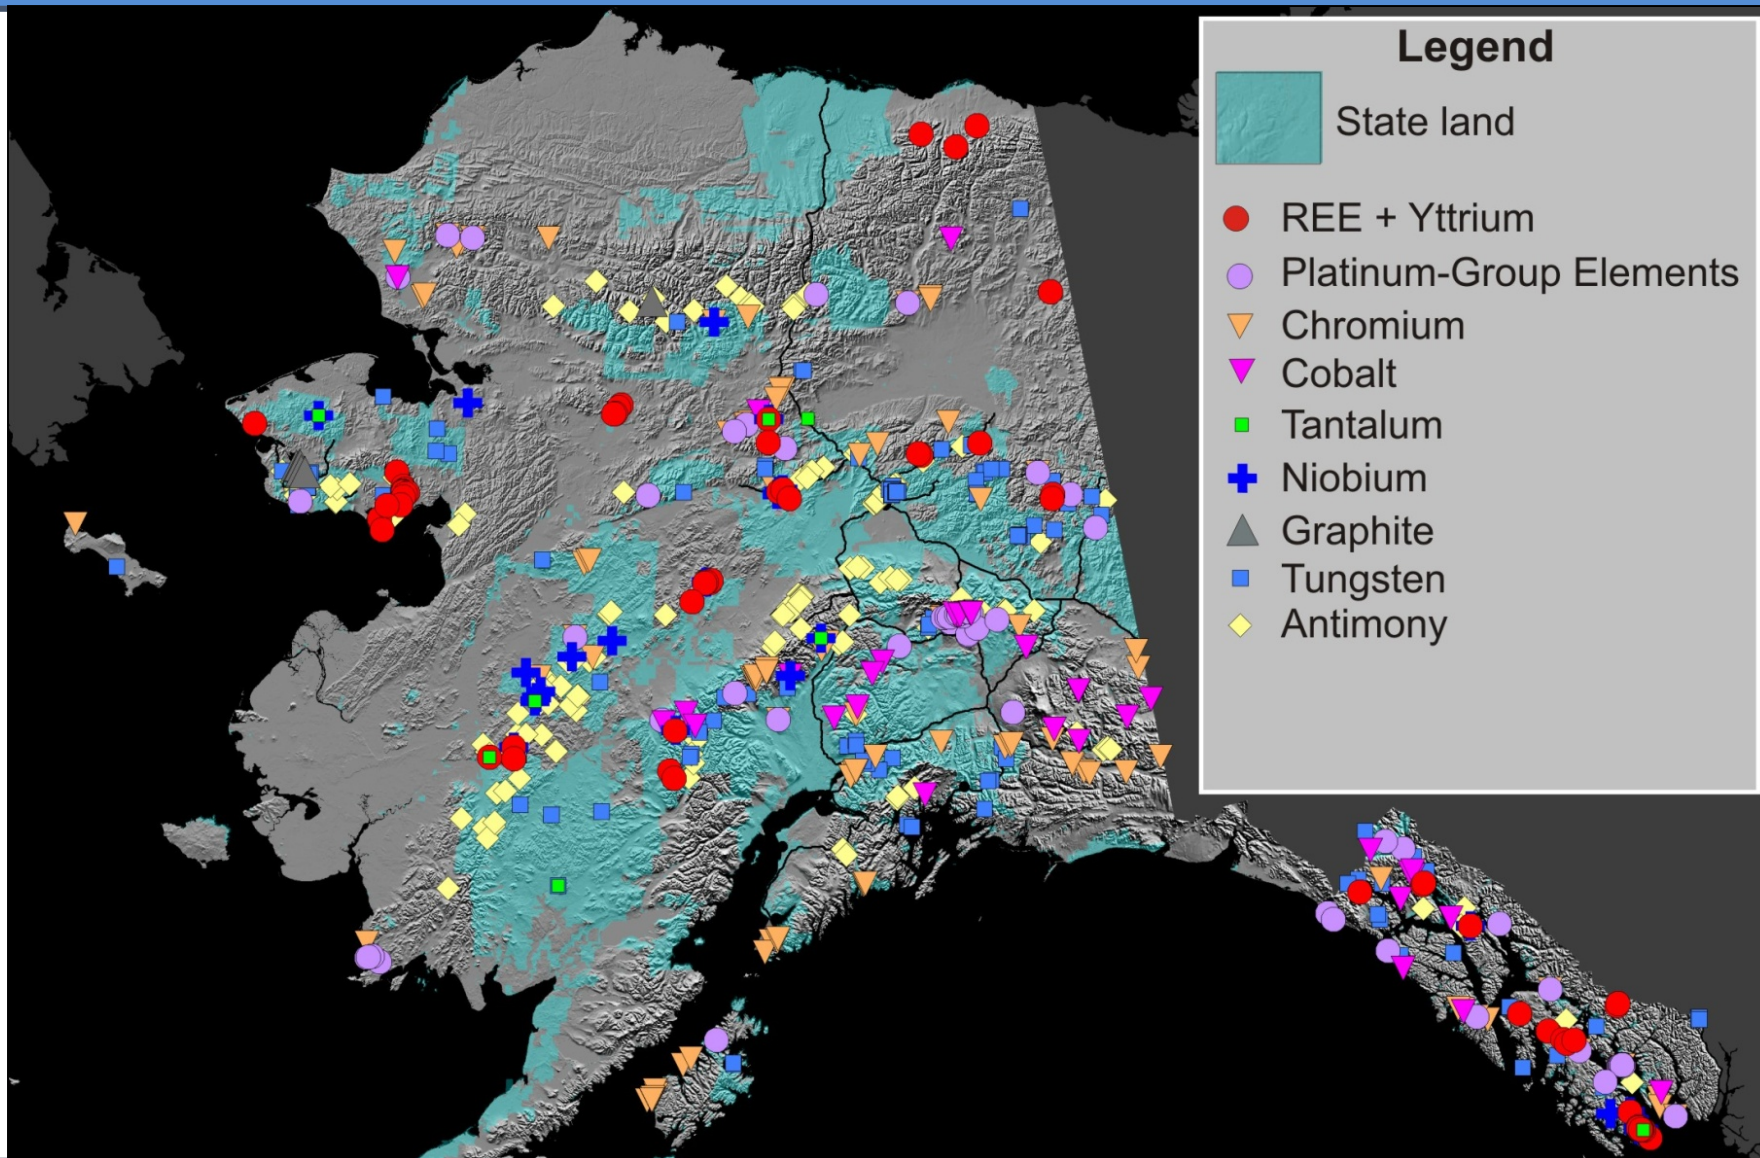 Legend
State land
REE + Yttrium
Platinum-Group Elements
Chromium
Cobalt
Tantalum
Niobium
Graphite
Tungsten
Antimony